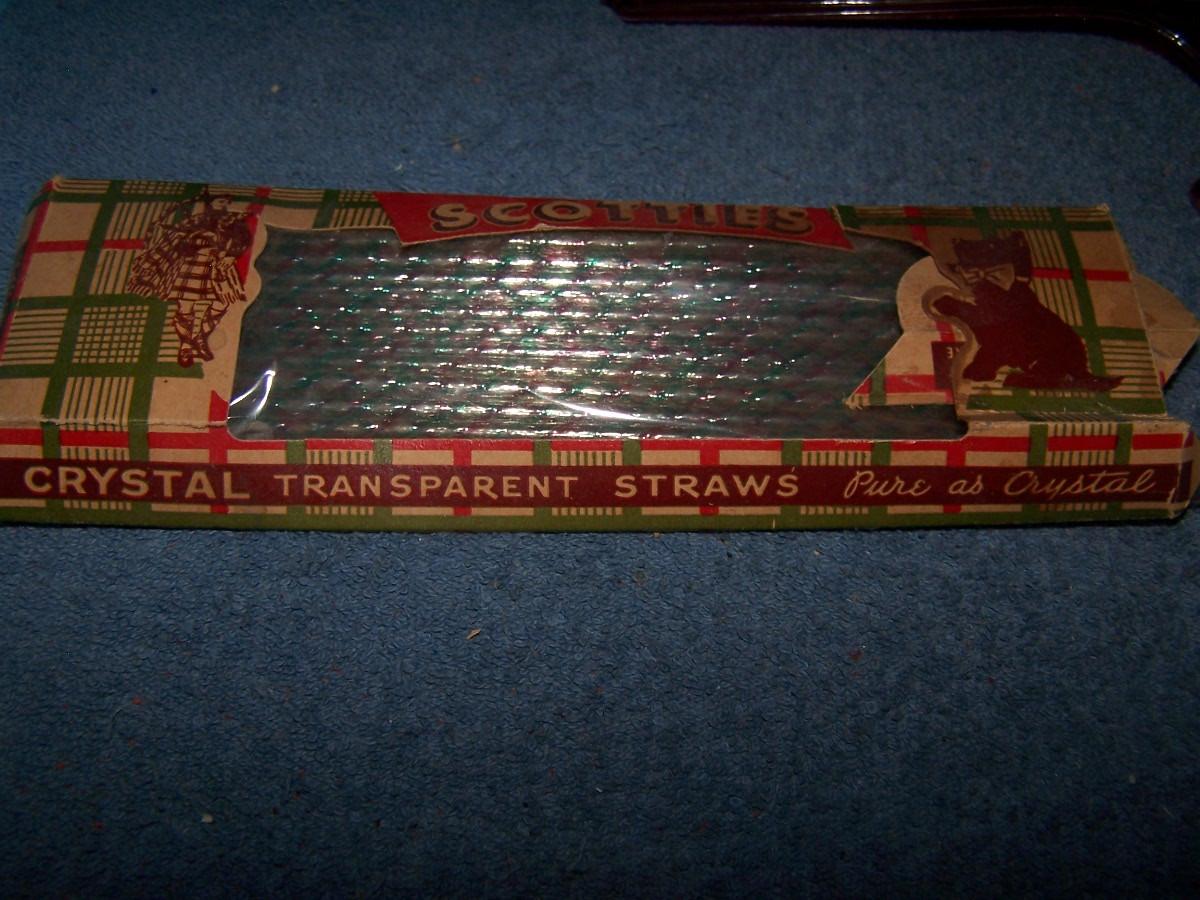 SCOTTIES
CRYSTAL TRANSPARENT STRAWS Pure as Crystal